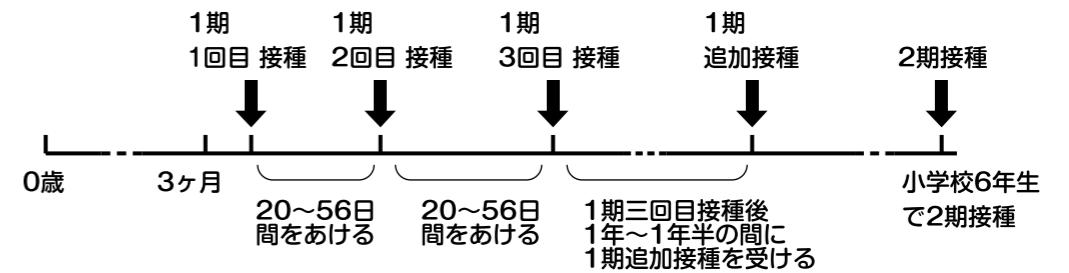 1期
1回目 接種
1期
2回目 接種
1期
3回目 接種
1期
追加接種
2期接種
0歳
3ヶ月
20〜56日
間をあける
20〜56日
間をあける
1期三回目接種後
1年〜1年半の間に
1期追加接種を受ける
小学校6年生
で2期接種